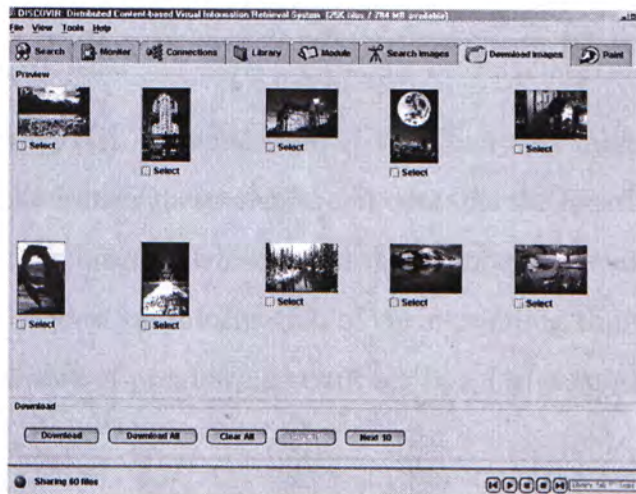 DISCOVIR: Distributed Content-based Visual Information Retrieval System
File View Tools Help
Search Monitor Connections Library Module Search Images Download Images Paint
Preview
Select Select Select Select Select
Select Select Select Select Select
Download
Download Download All Clear All Next 10
Sharing 60 files